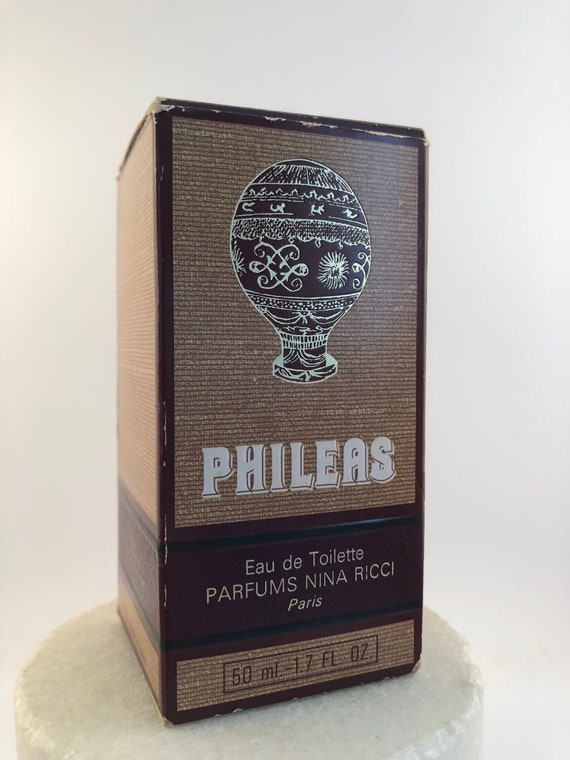 PHILEAS
Eau de Toilette
PARFUMS NINA RICCI
Paris
50 ml.-1.7 FL. OZ